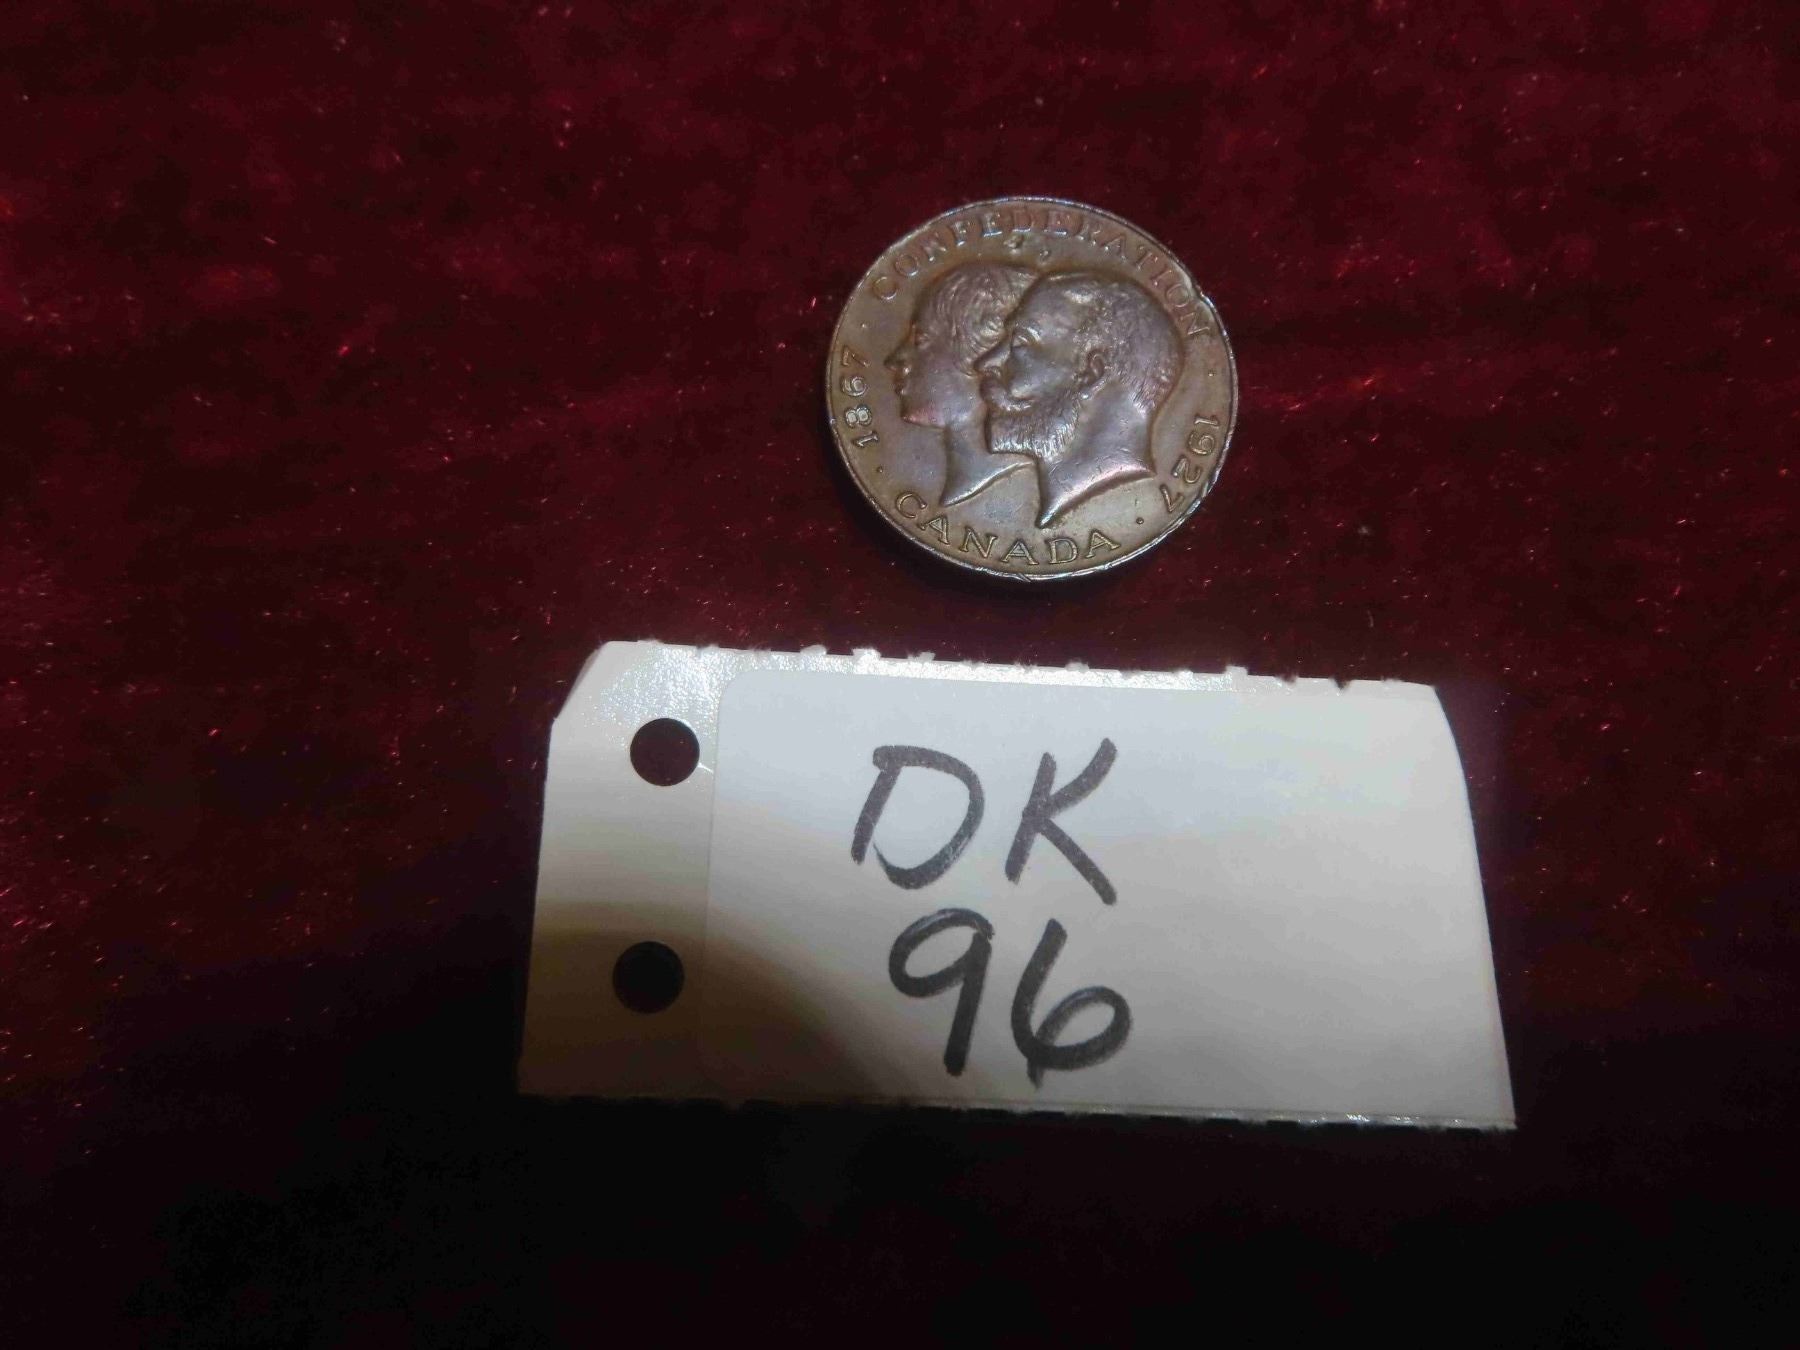 1867 · CONFEDERATION · 1927 · CANADA ·
DK
96